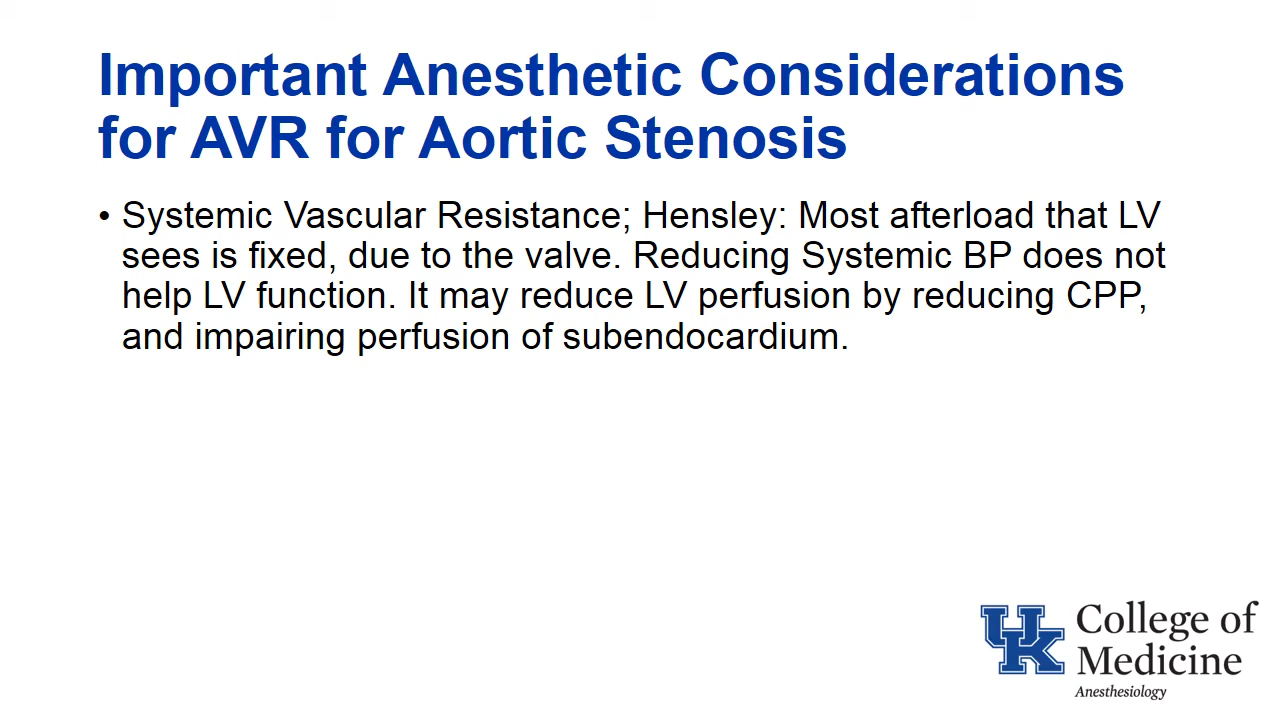 Important Anesthetic Considerations
for AVR for Aortic Stenosis
• Systemic Vascular Resistance; Hensley: Most afterload that LV
sees is fixed, due to the valve. Reducing Systemic BP does not
help LV function. It may reduce LV perfusion by reducing CPP,
and impairing perfusion of subendocardium.
UK
College of
Medicine
Anesthesiology